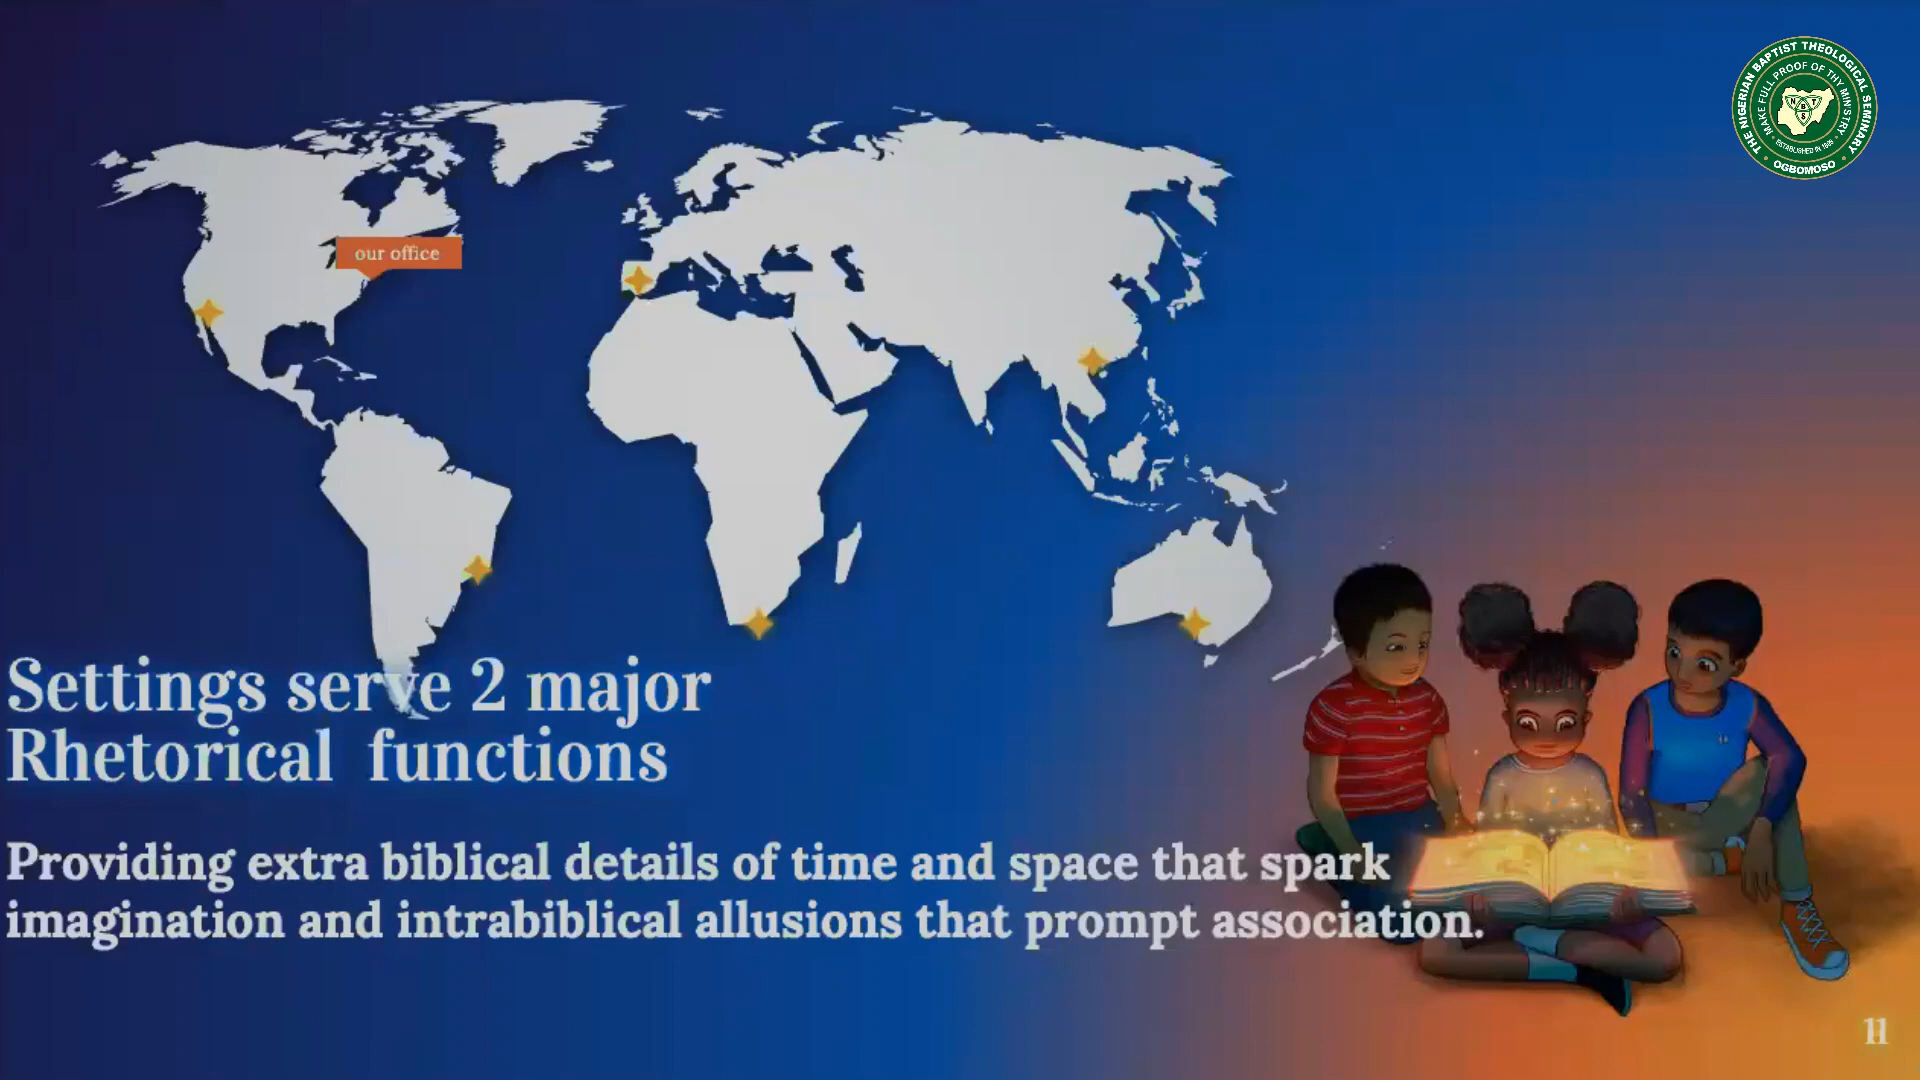 THE NIGERIAN BAPTIST THEOLOGICAL SEMINARY
MAKE FULL PROOF OF THY MINISTRY
N B T
S
OGBOMOSO
our office
Settings serve 2 major
Rhetorical functions
Providing extra biblical details of time and space that spark
imagination and intrabiblical allusions that prompt association.
11